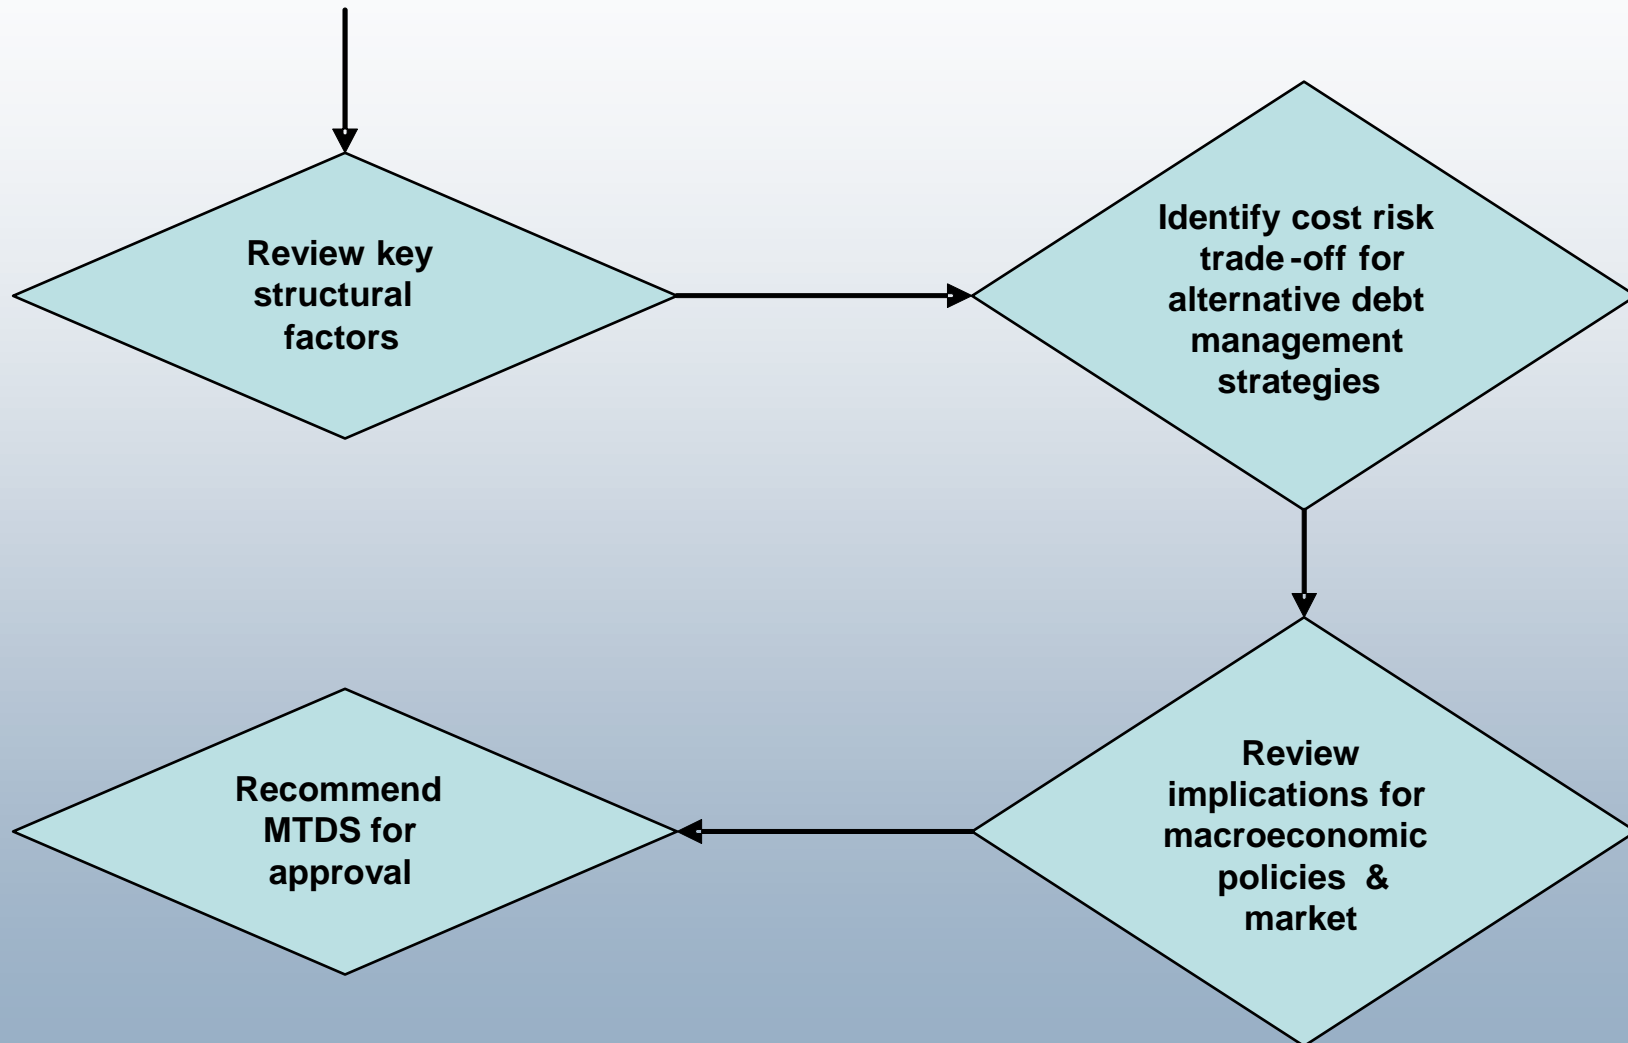 Review key
structural
factors
Identify cost risk
trade-off for
alternative debt
management
strategies
Review
implications for
macroeconomic
policies &
market
Recommend
MTDS for
approval